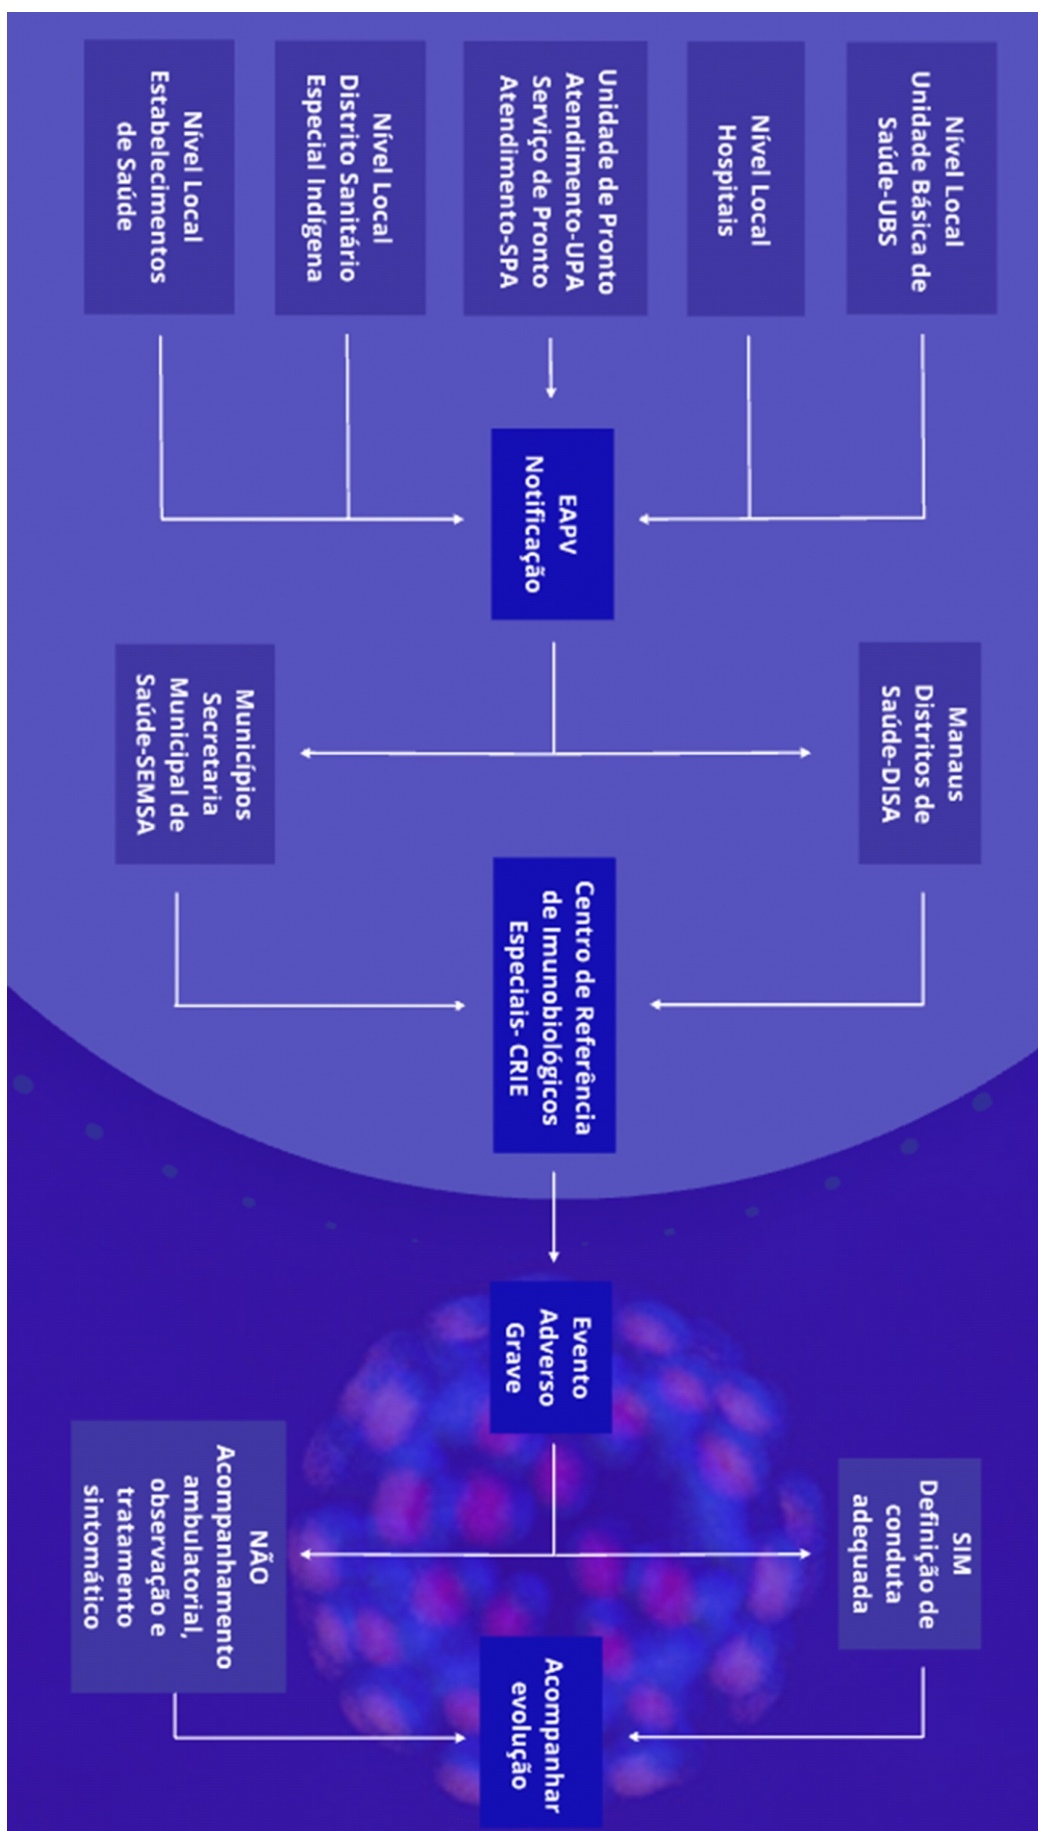 Nível Local
Unidade Básica de
Saúde-UBS
Nível Local
Hospitais
Unidade de Pronto
Atendimento-UPA
Serviço de Pronto
Atendimento-SPA
Nível Local
Distrito Sanitário
Especial Indígena
Nível Local
Estabelecimentos
de Saúde
EAPV
Notificação
Manaus
Distritos de
Saúde-DISA
Municípios
Secretaria
Municipal de
Saúde-SEMSA
Centro de Referência
de Imunobiológicos
Especiais- CRIE
Evento
Adverso
Grave
SIM
Definição de
conduta
adequada
NÃO
Acompanhamento
ambulatorial,
observação e
tratamento
sintomático
Acompanhar
evolução